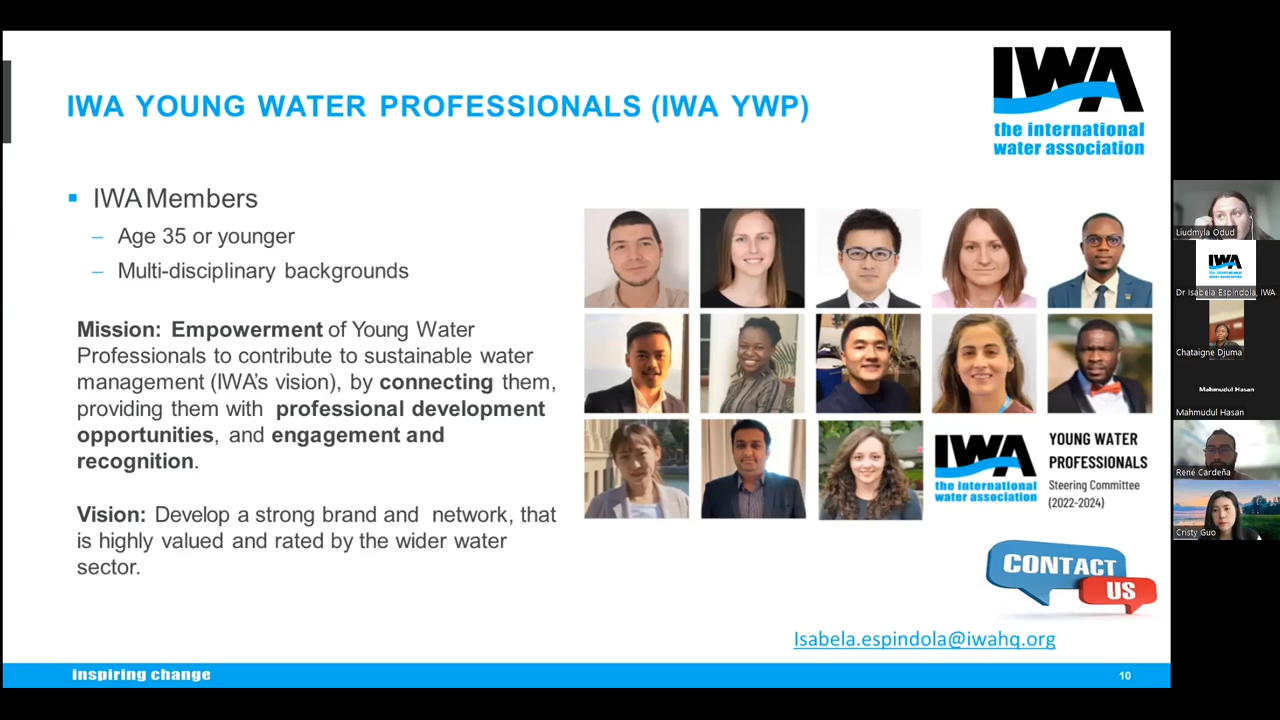 IWA YOUNG WATER PROFESSIONALS (IWA YWP)
IWA
the international
water association
IWA Members
– Age 35 or younger
– Multi-disciplinary backgrounds
Mission: Empowerment of Young Water
Professionals to contribute to sustainable water
management (IWA's vision), by connecting them,
providing them with professional development
opportunities, and engagement and
recognition.
Vision: Develop a strong brand and network, that
is highly valued and rated by the wider water
sector.
IWA
the international
water association
YOUNG WATER
PROFESSIONALS
Steering Committee
(2022-2024)
CONTACT
US
Isabela.espindola@iwahq.org
inspiring change
10
Liudmyla Odud
IWA
the international
water association
Dr Isabela Espindola, IWA
Chataigne Djuma
Mahmudul Hasan
Mahmudul Hasan
René Cardeña
Cristy Guo